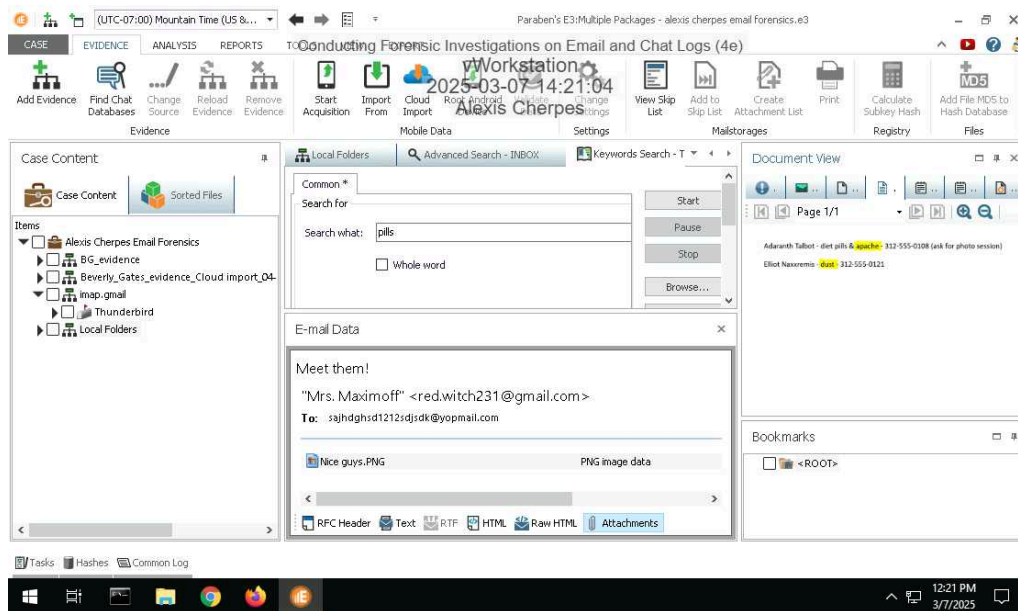 (UTC-07:00) Mountain Time (US &...
Paraben's E3:Multiple Packages - alexis cherpes email forensics.e3
CASE EVIDENCE ANALYSIS REPORTS
Conducting Forensic Investigations on Email and Chat Logs (4e)
vWorkstation
2025-03-07 14:21:04
Alexis Cherpes
Add Evidence
Find Chat Databases
Change Source
Reload Evidence
Remove Evidence
Start Acquisition
Import From
Cloud Import
View Skip List
Add to Skip List
Create Attachment List
Print
Calculate Subkey Hash
MD5
Add File MD5 to Hash Database
Evidence
Mobile Data
Settings
Mailstorages
Registry
Files
Case Content
Case Content
Sorted Files
Items
Alexis Cherpes Email Forensics
BG_evidence
Beverly_Gates_evidence_Cloud import_04-
imap.gmail
Thunderbird
Local Folders
Local Folders
Advanced Search - INBOX
Keywords Search - T
Common *
Search for
Search what: pills
Whole word
Start
Pause
Stop
Browse...
E-mail Data
Meet them!
"Mrs. Maximoff" <red.witch231@gmail.com>
To: sajhdghsd1212sdjsdk@yopmail.com
Nice guys.PNG PNG image data
RFC Header Text RTF HTML Raw HTML Attachments
Document View
Page 1/1
Adaranth Talbot - diet pills & apache - 312-555-0108 (ask for photo session)
Elliot Naxxremis - dust - 312-555-0121
Bookmarks
<ROOT>
Tasks Hashes Common Log
12:21 PM
3/7/2025